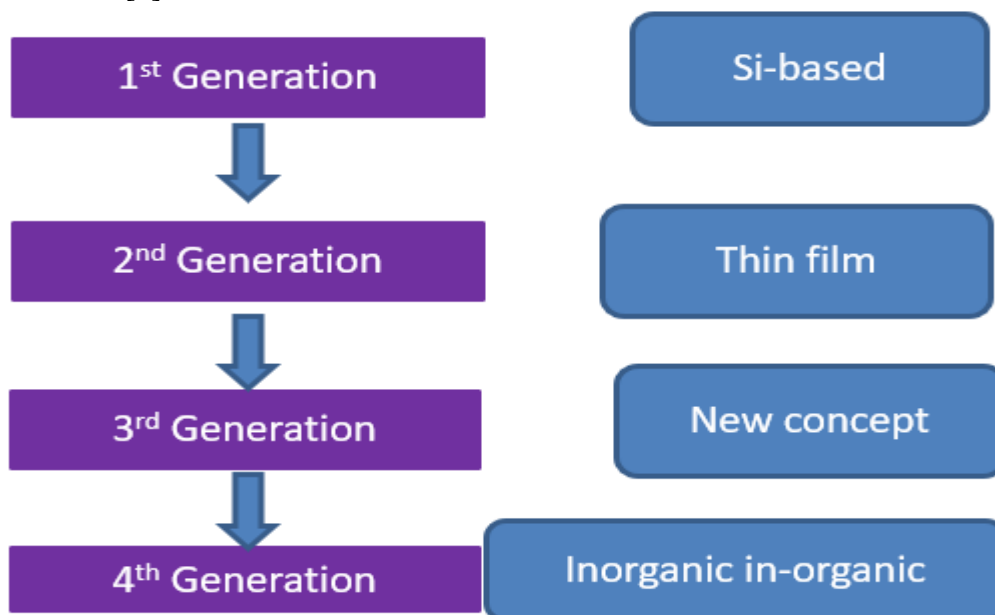 1st Generation
Si-based
2nd Generation
Thin film
3rd Generation
New concept
4th Generation
Inorganic in-organic